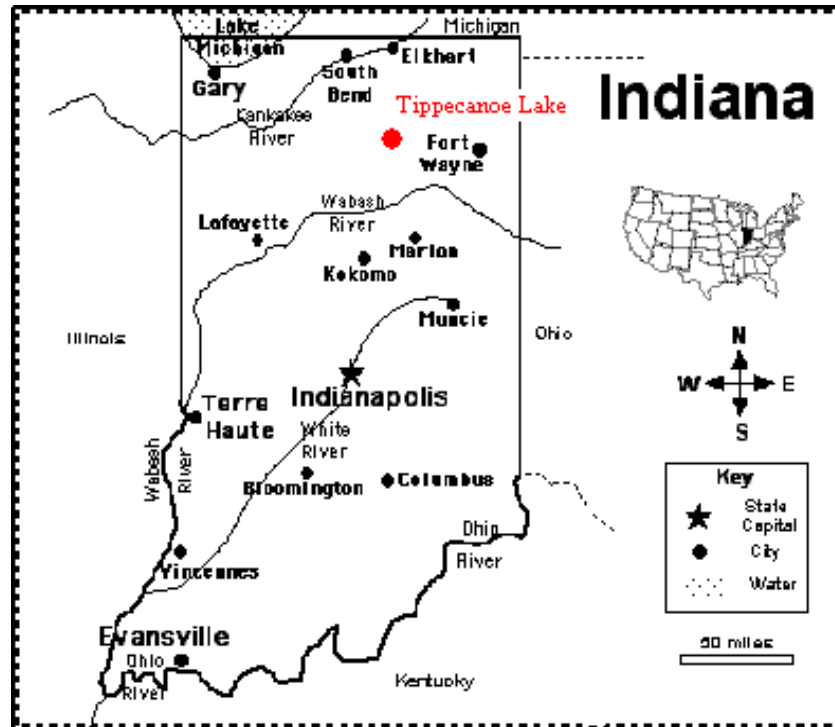 Lake
Michigan
Michigan
Elkhart
South
Bend
Gary
Tippecanoe Lake
Indiana
Kankakee
River
Fort
Wayne
Wabash
River
Lafayette
Marion
Kokomo
Muncie
Illinois
Ohio
N
W
E
S
Indianapolis
Terre
Haute
White
River
Wabash
River
Bloomington
Columbus
Key
State
Capital
City
Water
Ohio
River
Vincennes
Evansville
Ohio
River
Kentucky
50 miles